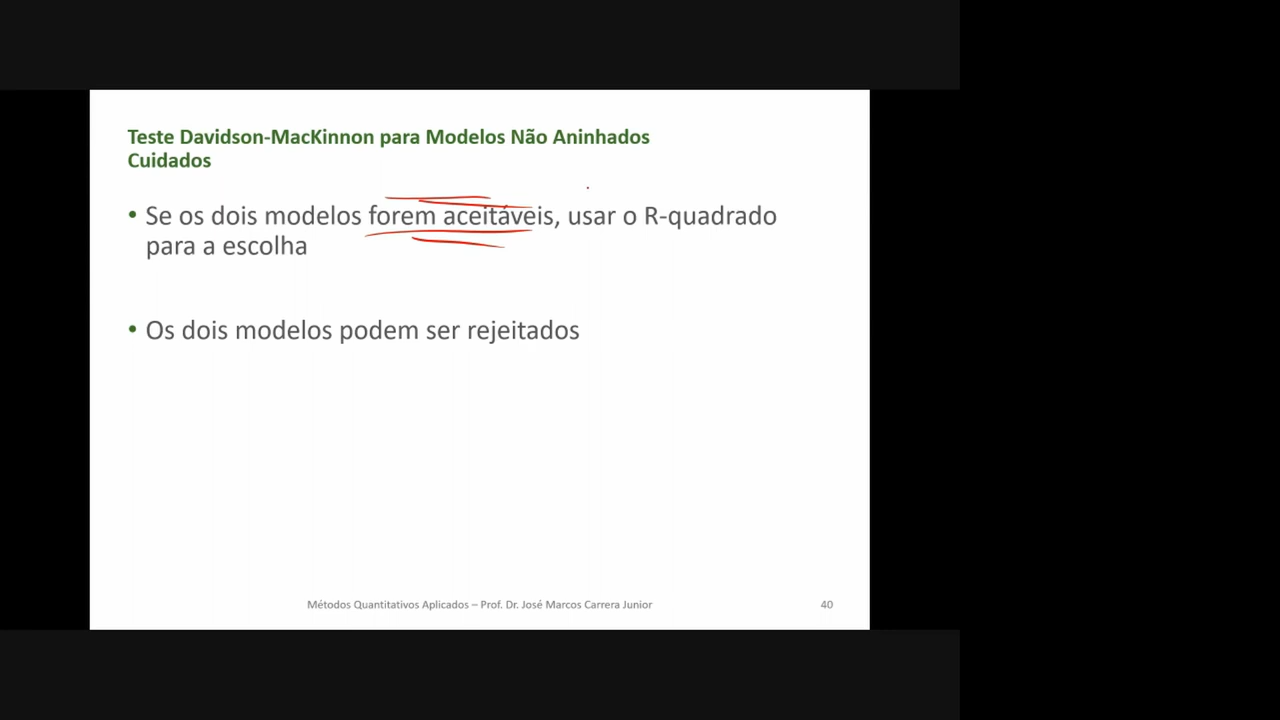 Teste Davidson-MacKinnon para Modelos Não Aninhados
Cuidados
• Se os dois modelos forem aceitáveis, usar o R-quadrado
para a escolha
• Os dois modelos podem ser rejeitados
Métodos Quantitativos Aplicados – Prof. Dr. José Marcos Carrera Junior
40